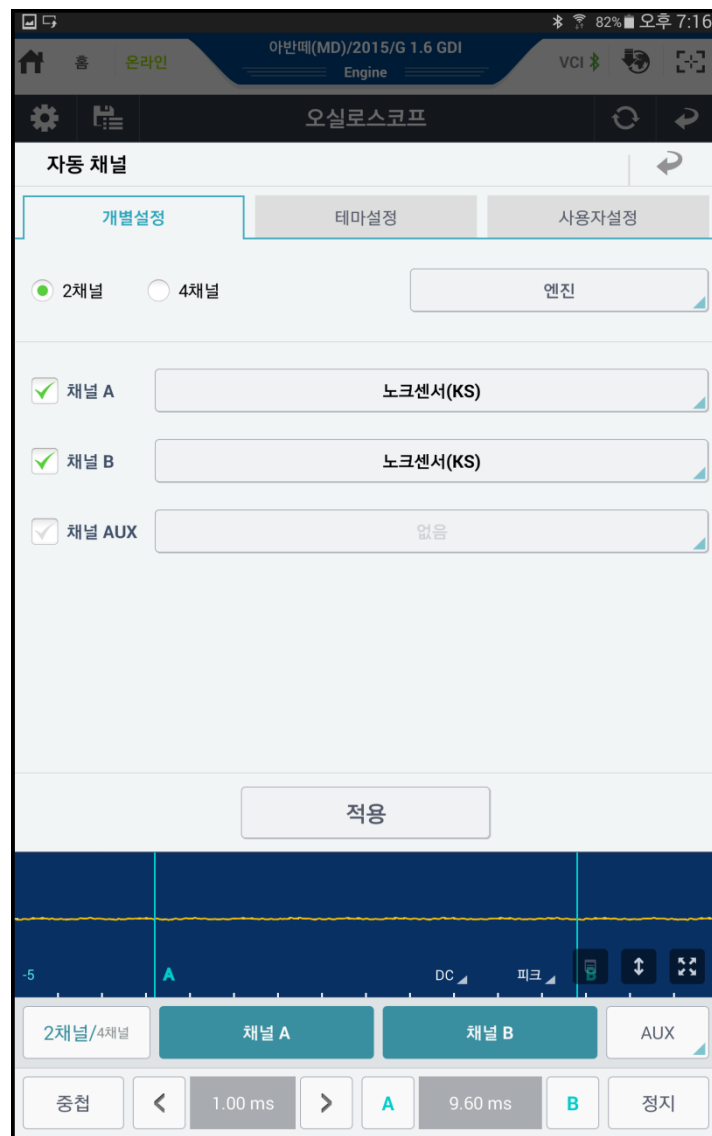 82% 오후 7:16
홈 온라인 아반떼(MD)/2015/G 1.6 GDI VCI
Engine
오실로스코프
자동 채널
개별설정 테마설정 사용자설정
2채널 4채널 엔진
채널 A 노크센서(KS)
채널 B 노크센서(KS)
채널 AUX 없음
적용
-5 A DC 피크 B
2채널/4채널 채널 A 채널 B AUX
중첩 < 1.00 ms > A 9.60 ms B 정지